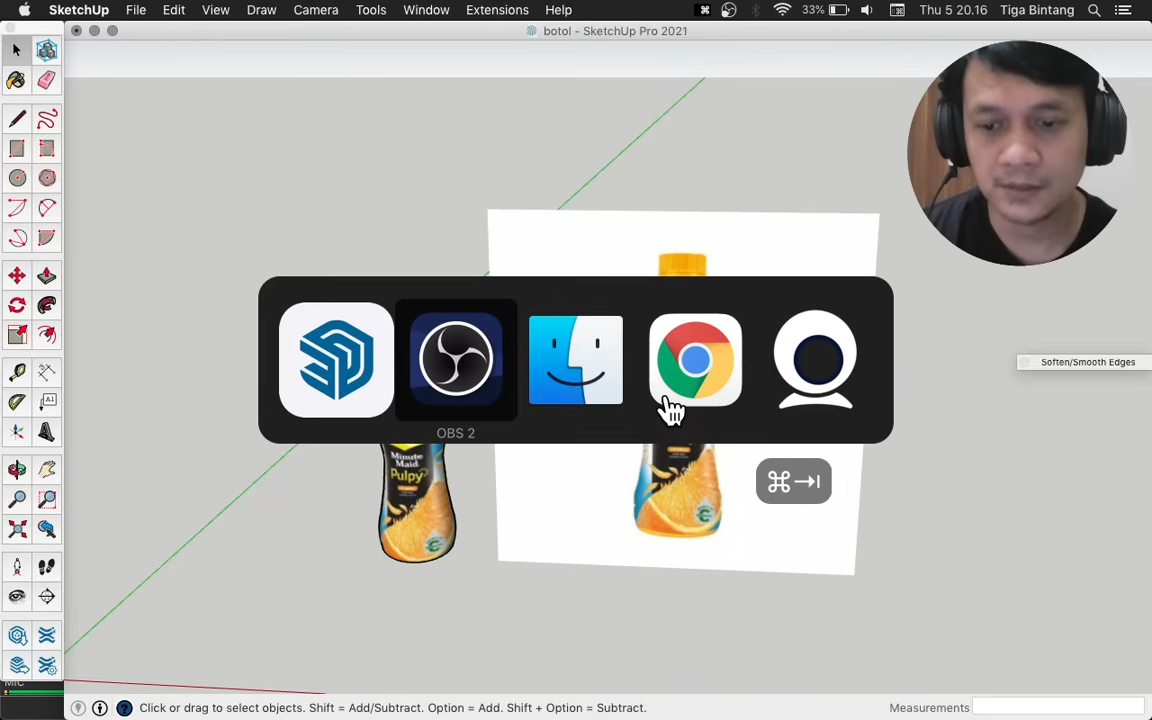 SketchUp File Edit View Draw Camera Tools Window Extensions Help 33% Thu 5 20.16 Tiga Bintang
botol - SketchUp Pro 2021
A1
Soften/Smooth Edges
OBS 2
Minute
Maid
Pulpy
⌘→|
MIC
Click or drag to select objects. Shift = Add/Subtract. Option = Add. Shift + Option = Subtract. Measurements